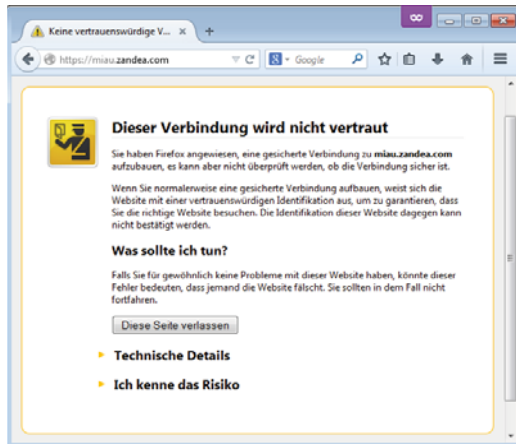 Keine vertrauenswürdige V...
https://miau.zandea.com
Google
Dieser Verbindung wird nicht vertraut
Sie haben Firefox angewiesen, eine gesicherte Verbindung zu miau.zandea.com
aufzubauen, es kann aber nicht überprüft werden, ob die Verbindung sicher ist.
Wenn Sie normalerweise eine gesicherte Verbindung aufbauen, weist sich die
Website mit einer vertrauenswürdigen Identifikation aus, um zu garantieren, dass
Sie die richtige Website besuchen. Die Identifikation dieser Website dagegen kann
nicht bestätigt werden.
Was sollte ich tun?
Falls Sie für gewöhnlich keine Probleme mit dieser Website haben, könnte dieser
Fehler bedeuten, dass jemand die Website fälscht. Sie sollten in dem Fall nicht
fortfahren.
Diese Seite verlassen
Technische Details
Ich kenne das Risiko